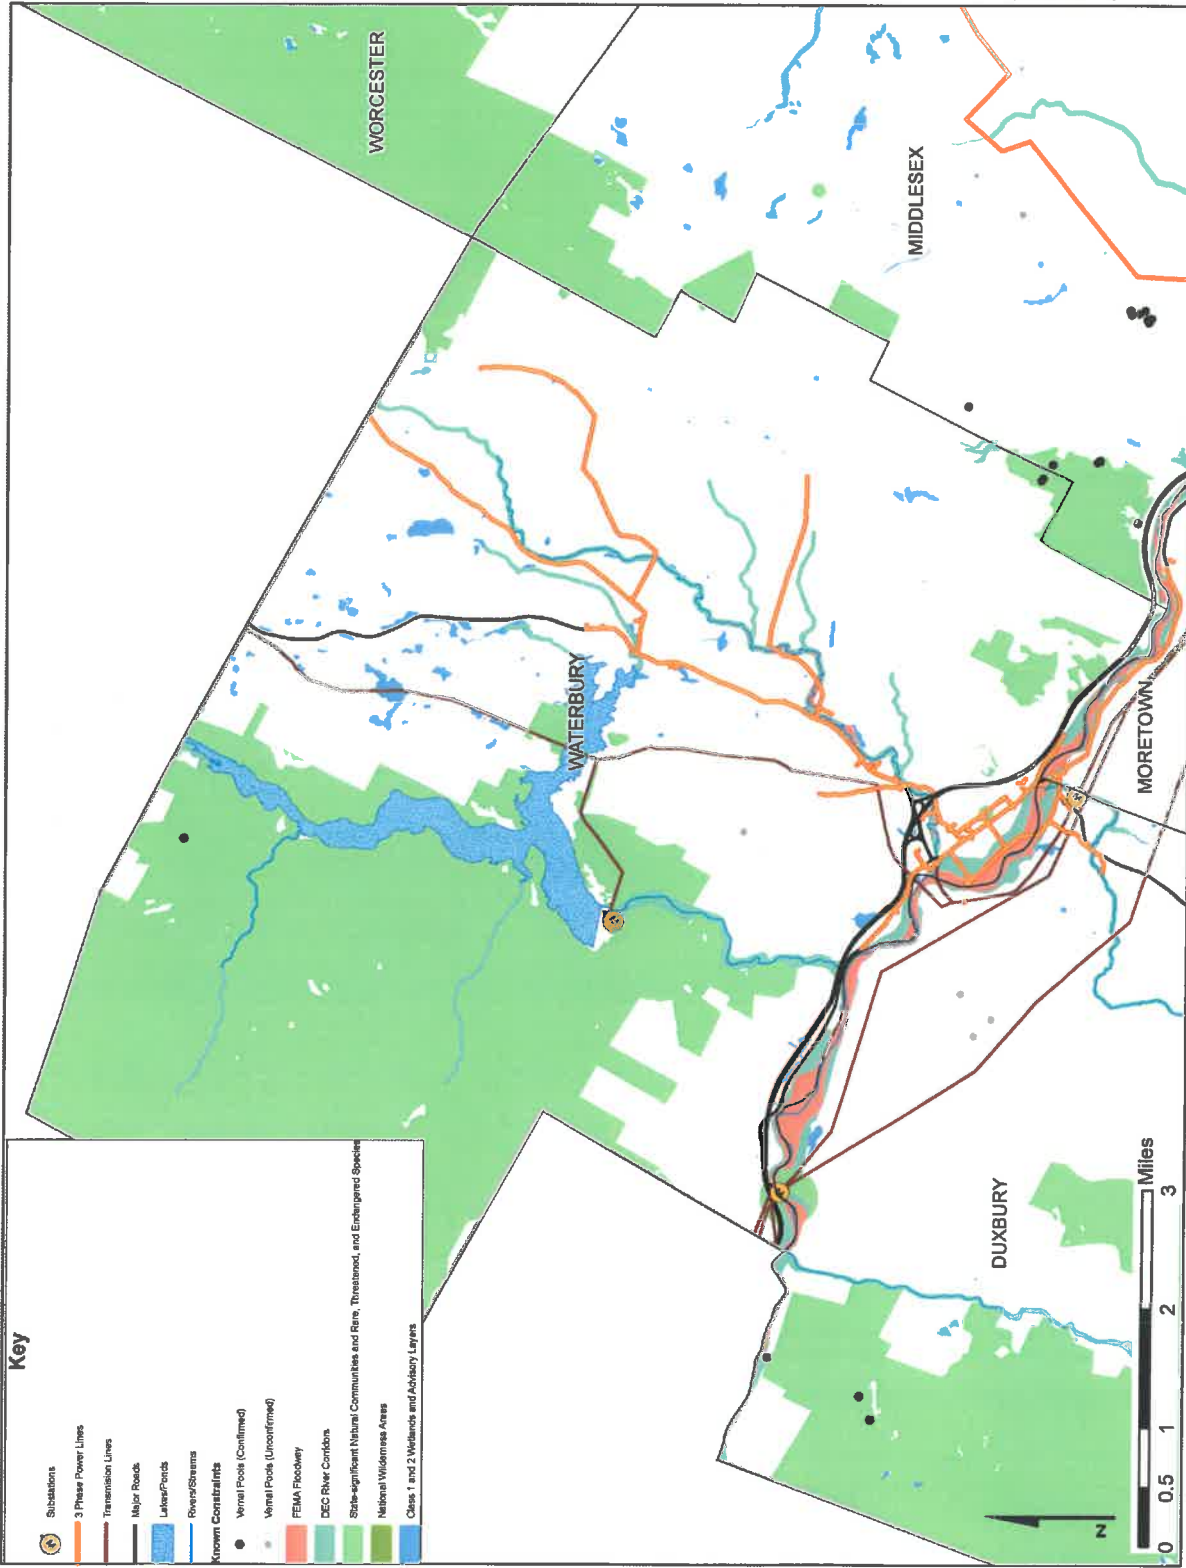 Key
Substations
3 Phase Power Lines
Transmision Lines
Major Roads
Lakes/Ponds
Rivers/Streams
Known Constraints
Vernal Pools (Confirmed)
Vernal Pools (Unconfirmed)
FEMA Floodway
DEC River Corridors
State-significant Natural Communities and Rare, Threatened, and Endangered Species
National Wilderness Areas
Class 1 and 2 Wetlands and Advisory Layers
WORCESTER
MIDDLESEX
WATERBURY
MORETOWN
DUXBURY
N
0 0.5 1 2 3
Miles